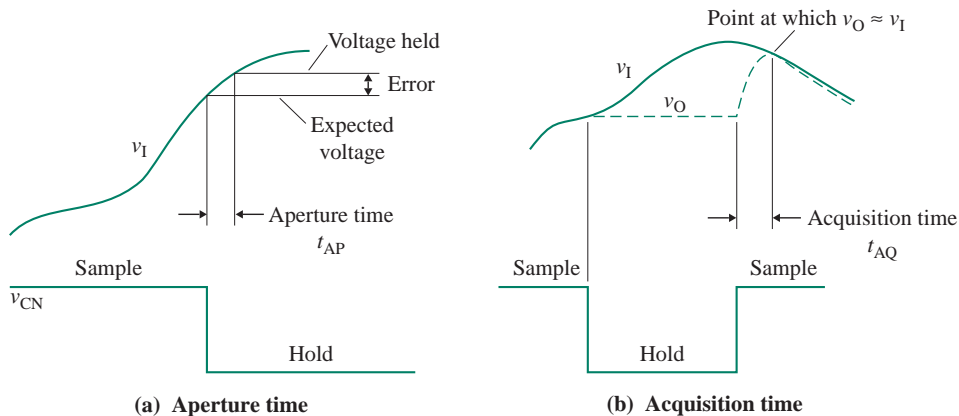 Voltage held
Error
Expected
voltage
v_I
Aperture time
t_AP
Sample
v_CN
Hold
(a) Aperture time
Point at which v_O ≈ v_I
v_I
v_O
Acquisition time
t_AQ
Sample
Sample
Hold
(b) Acquisition time